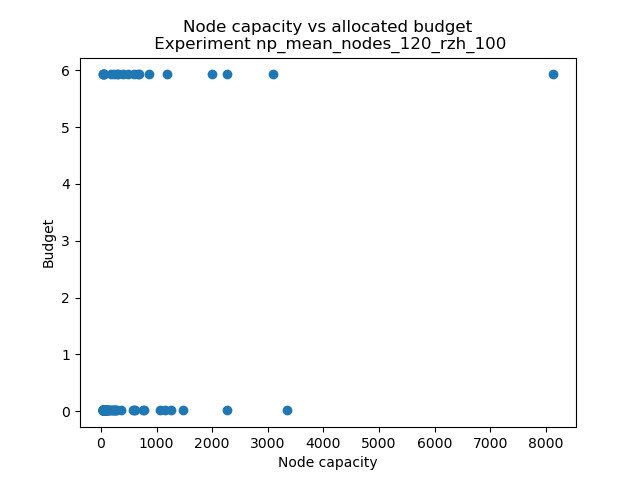 Node capacity vs allocated budget
Experiment np_mean_nodes_120_rzh_100
6
5
4
3
2
1
0
Budget
0 1000 2000 3000 4000 5000 6000 7000 8000
Node capacity